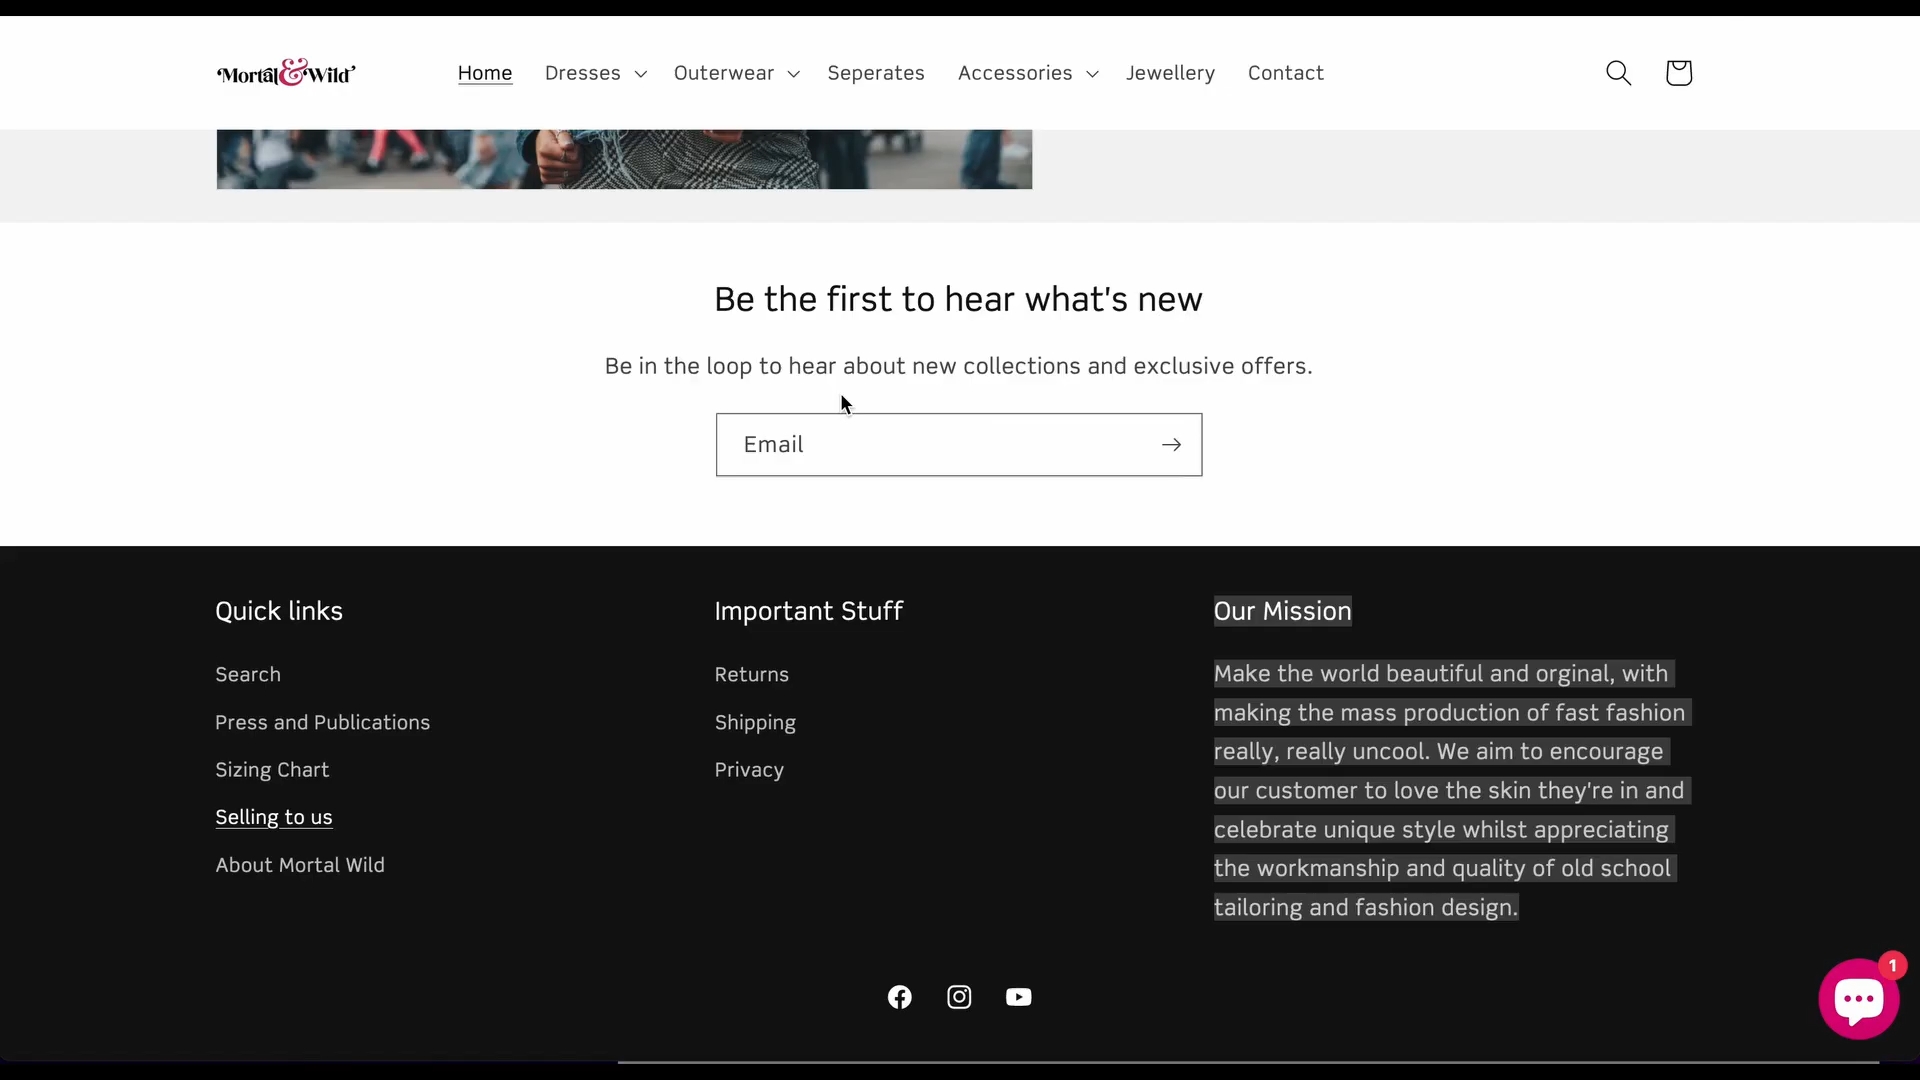 Mortal & Wild
Home Dresses Outerwear Seperates Accessories Jewellery Contact
Be the first to hear what's new
Be in the loop to hear about new collections and exclusive offers.
Email
Quick links
Search
Press and Publications
Sizing Chart
Selling to us
About Mortal Wild
Important Stuff
Returns
Shipping
Privacy
Our Mission
Make the world beautiful and orginal, with
making the mass production of fast fashion
really, really uncool. We aim to encourage
our customer to love the skin they're in and
celebrate unique style whilst appreciating
the workmanship and quality of old school
tailoring and fashion design.
1